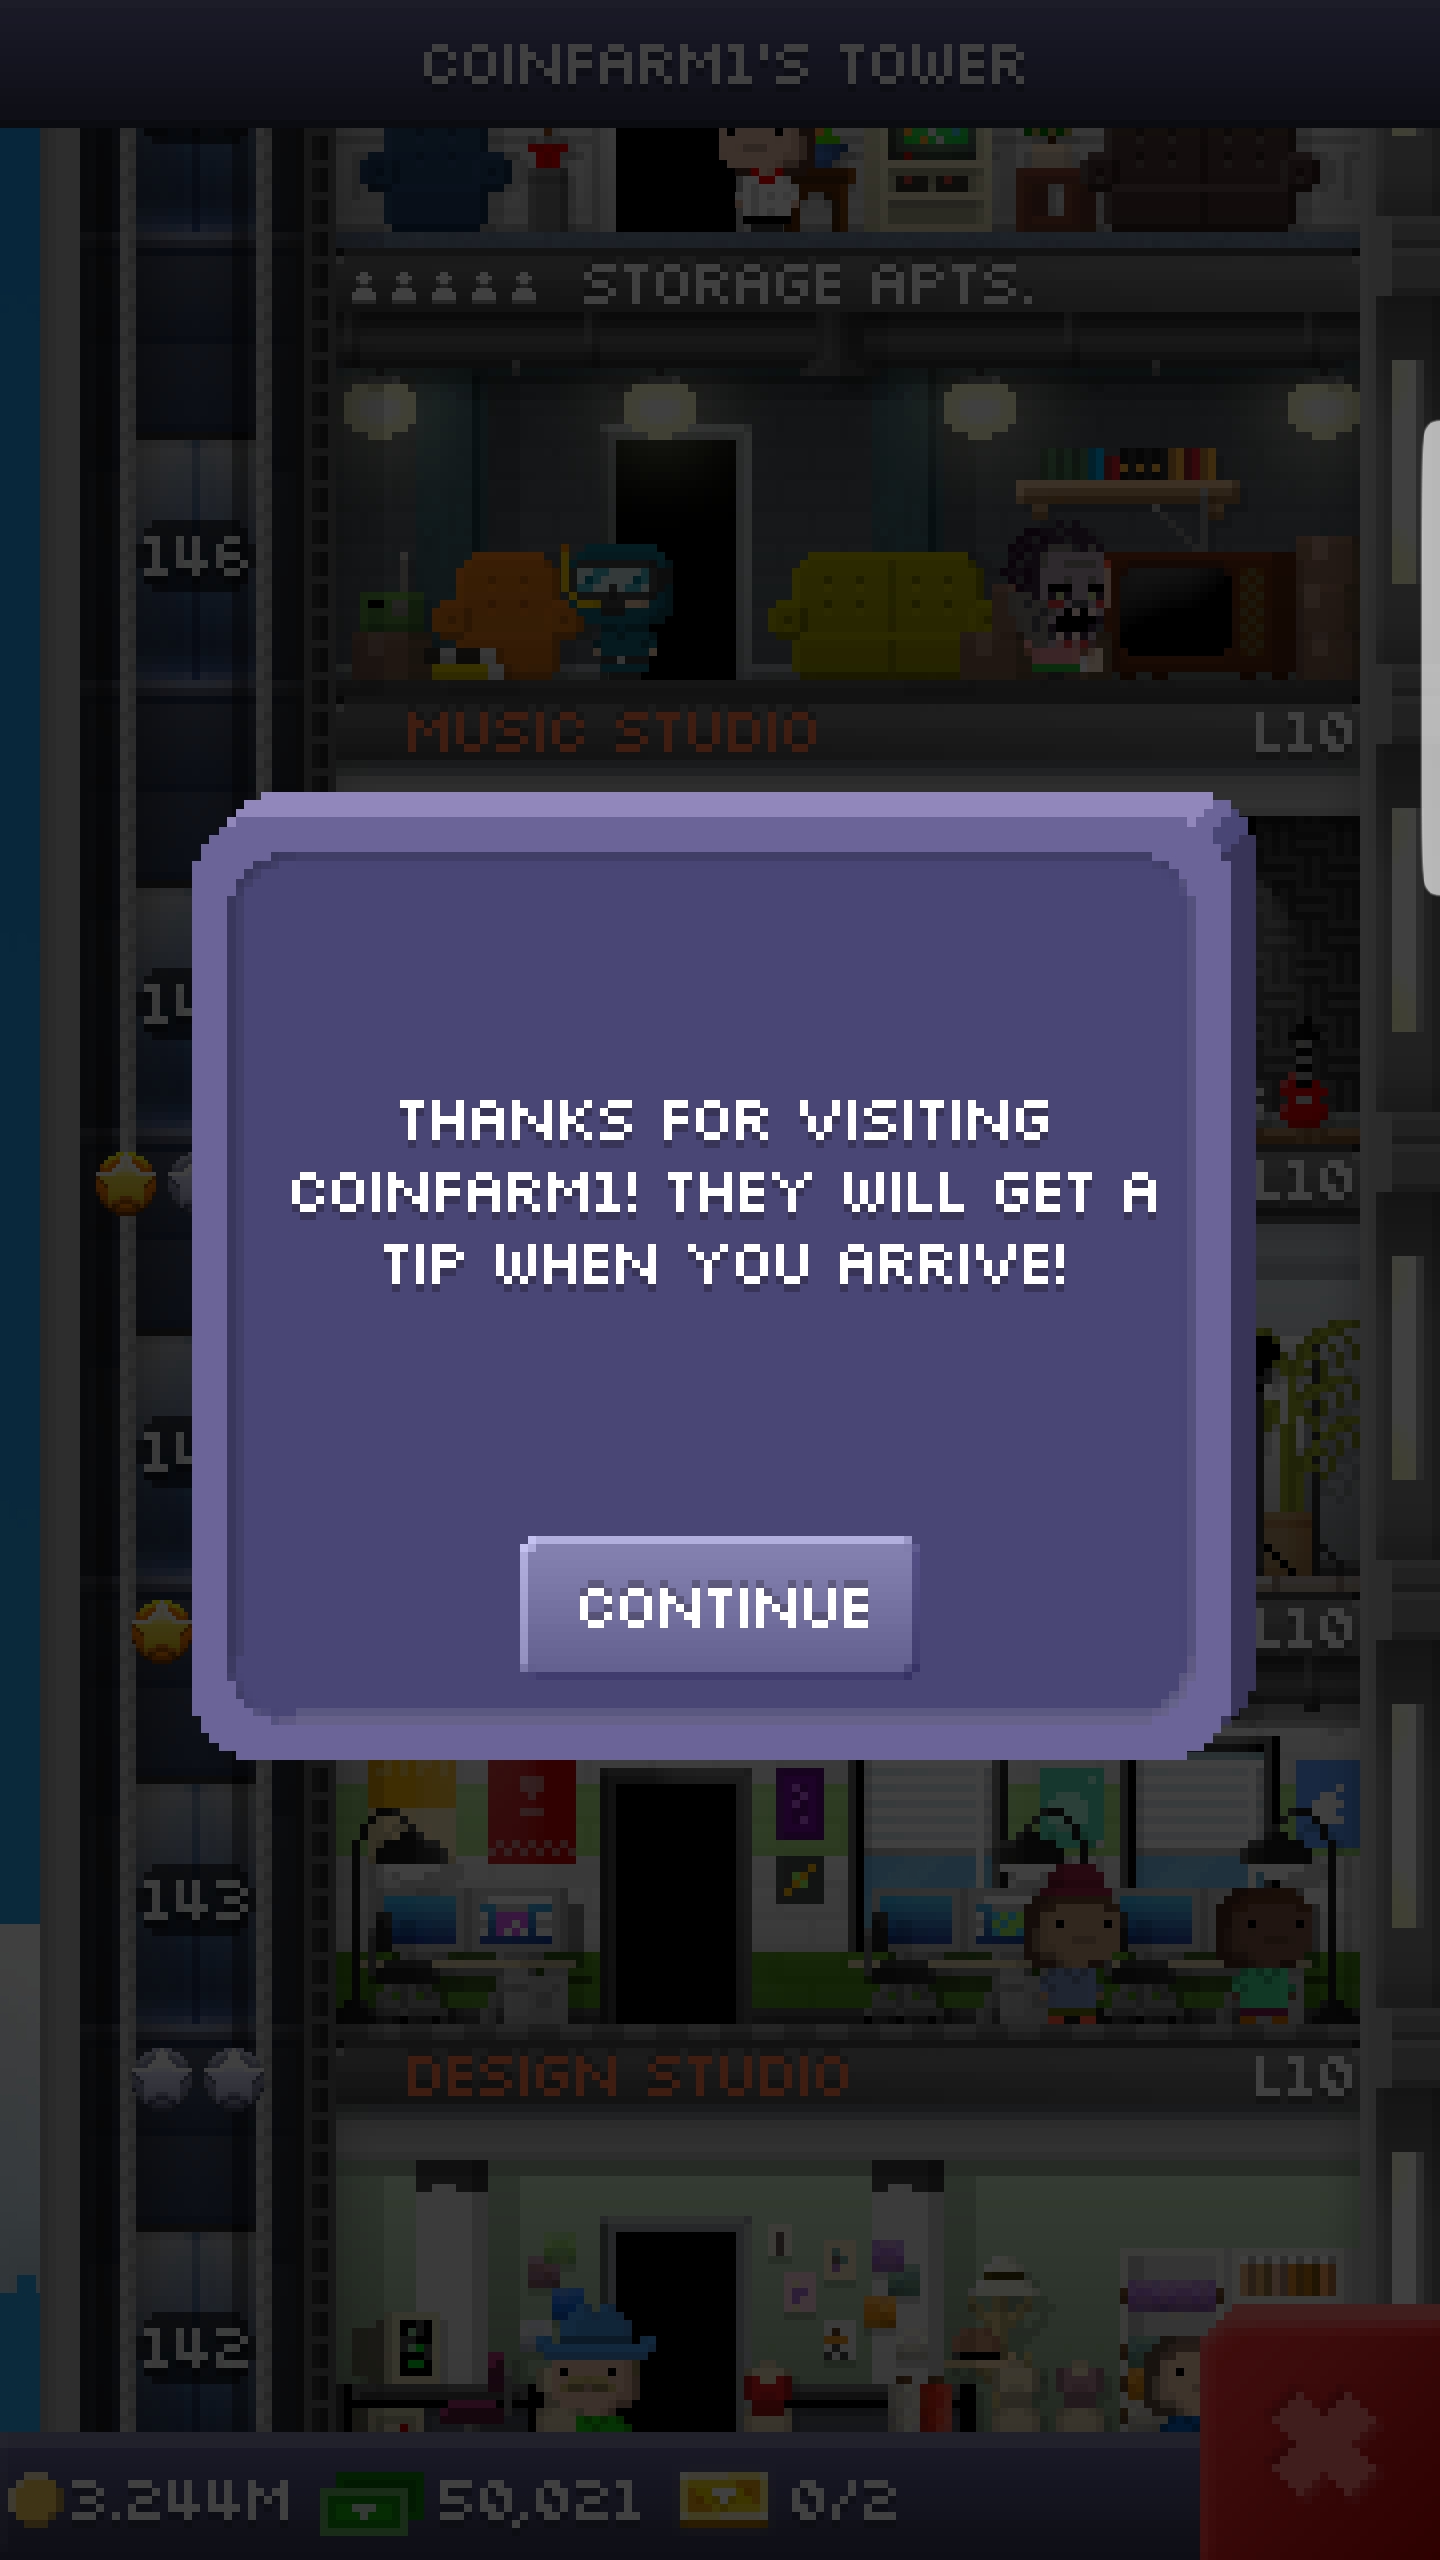 COINFARM1'S TOWER
STORAGE APTS.
146
MUSIC STUDIO L10
THANKS FOR VISITING
COINFARM1! THEY WILL GET A
TIP WHEN YOU ARRIVE!
L10
L10
CONTINUE
143
DESIGN STUDIO L10
142
3.244M 50,021 0/2